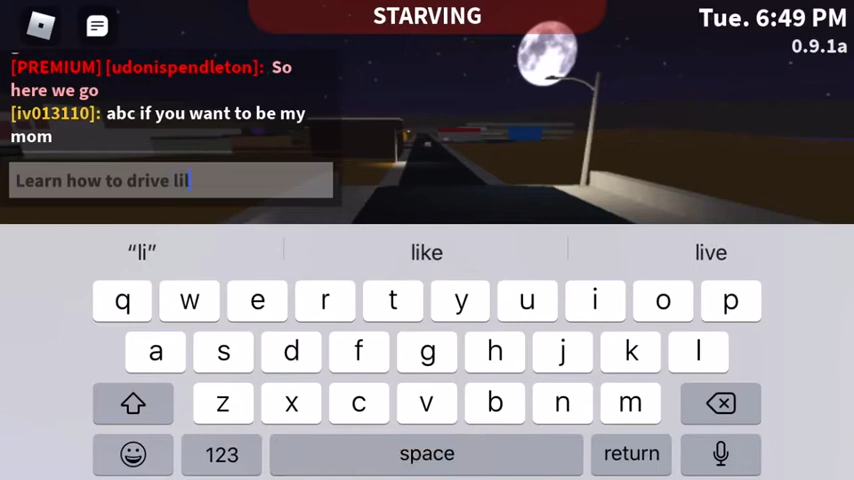 STARVING
Tue. 6:49 PM
0.9.1a
[PREMIUM] [udonispendleton]: So
here we go
[iv013110]: abc if you want to be my
mom
Learn how to drive lil
“li” like live
q w e r t y u i o p
a s d f g h j k l
z x c v b n m
123 space return